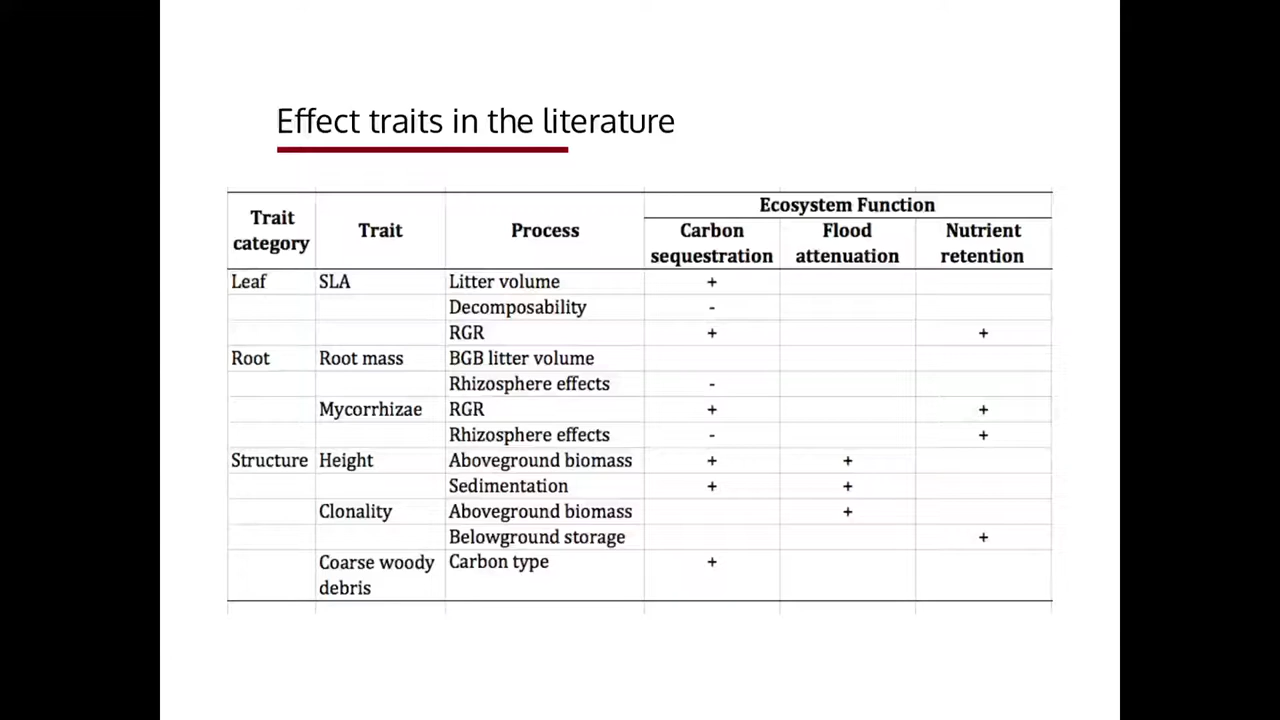 Effect traits in the literature
Ecosystem Function
Trait category Trait Process Carbon sequestration Flood attenuation Nutrient retention
Leaf SLA Litter volume +
Decomposability -
RGR + +
Root Root mass BGB litter volume
Rhizosphere effects -
Mycorrhizae RGR + +
Rhizosphere effects - +
Structure Height Aboveground biomass + +
Sedimentation + +
Clonality Aboveground biomass +
Belowground storage +
Coarse woody debris Carbon type +